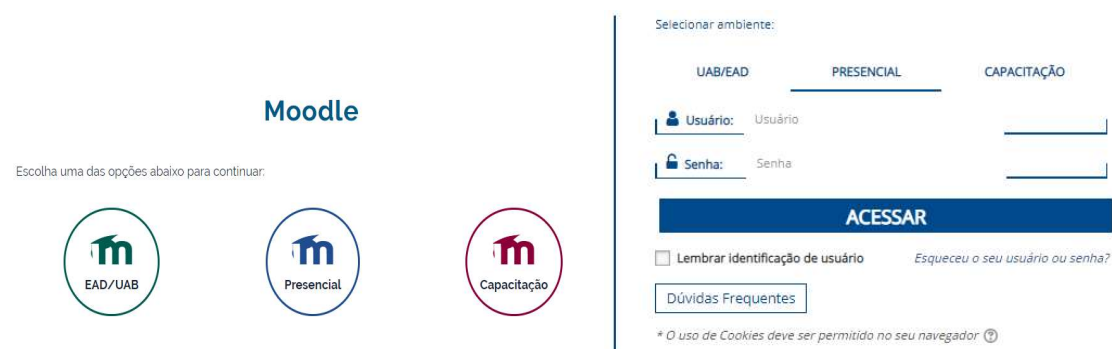 Moodle
Escolha uma das opções abaixo para continuar:
EAD/UAB
Presencial
Capacitação
Selecionar ambiente:
UAB/EAD PRESENCIAL CAPACITAÇÃO
Usuário: Usuário
Senha: Senha
ACESSAR
Lembrar identificação de usuário Esqueceu o seu usuário ou senha?
Dúvidas Frequentes
* O uso de Cookies deve ser permitido no seu navegador ?